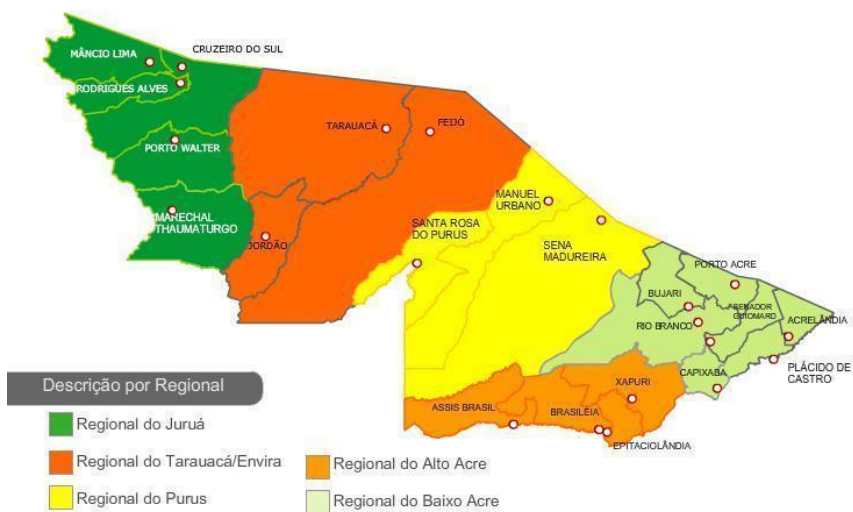 CRUZEIRO DO SUL
MÂNCIO LIMA
RODRIGUES ALVES
TARAUACÁ
FEIJÓ
PORTO WALTER
MANUEL
URBANO
MARECHAL
THAUMATURGO
SANTA ROSA
DO PURUS
JORDÃO
SENA
MADUREIRA
PORTO ACRE
BUJARI
SENADOR
GUIOMARD
RIO BRANCO
ACRELÂNDIA
PLÁCIDO DE
CASTRO
CAPIXABA
XAPURI
ASSIS BRASIL
BRASILÉIA
EPITACIOLÂNDIA
Descrição por Regional
Regional do Juruá
Regional do Tarauacá/Envira
Regional do Purus
Regional do Alto Acre
Regional do Baixo Acre